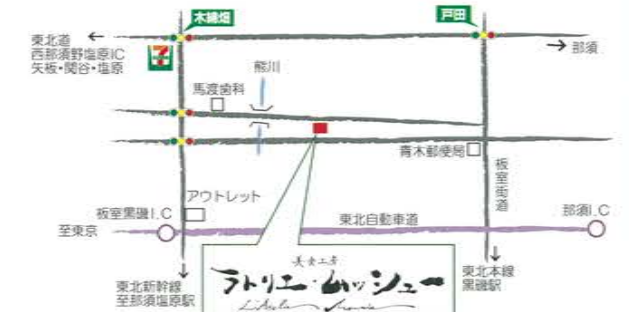 木綿畑
戸田
東北道
西那須野塩原IC
矢板・関谷・塩原
那須
熊川
馬渡歯科
青木郵便局
板室街道
アウトレット
板室黒磯I.C
東北自動車道
那須I.C
至東京
美食工房
ラトリエ・ムッシュー
東北新幹線
至那須塩原駅
東北本線
黒磯駅